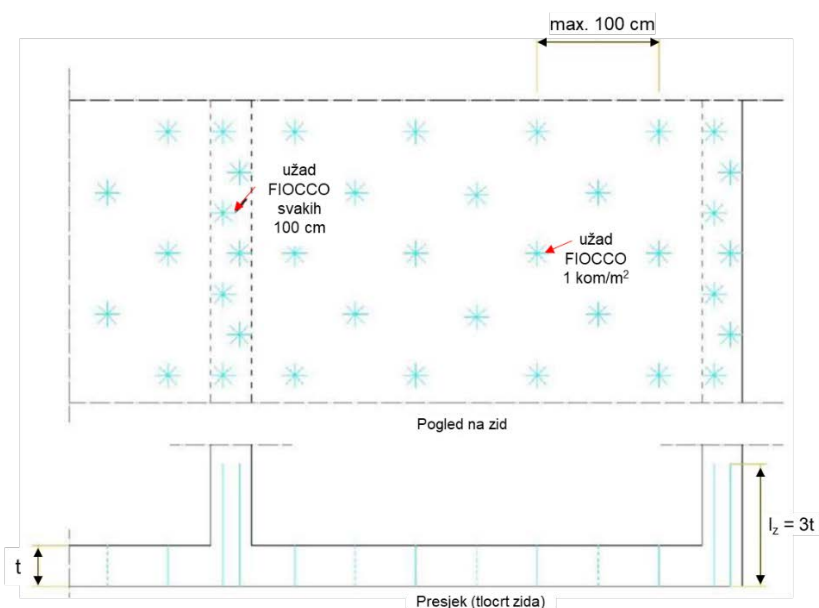 max. 100 cm
užad
FIOCCO
svakih
100 cm
užad
FIOCCO
1 kom/m²
Pogled na zid
t
l_z = 3t
Presjek (tlocrt zida)